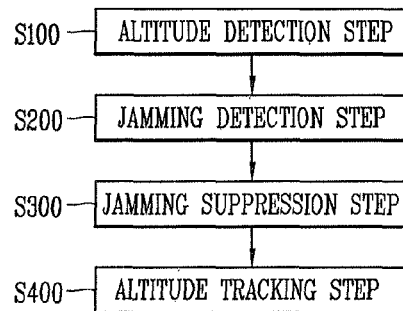 S100 ALTITUDE DETECTION STEP
S200 JAMMING DETECTION STEP
S300 JAMMING SUPPRESSION STEP
S400 ALTITUDE TRACKING STEP